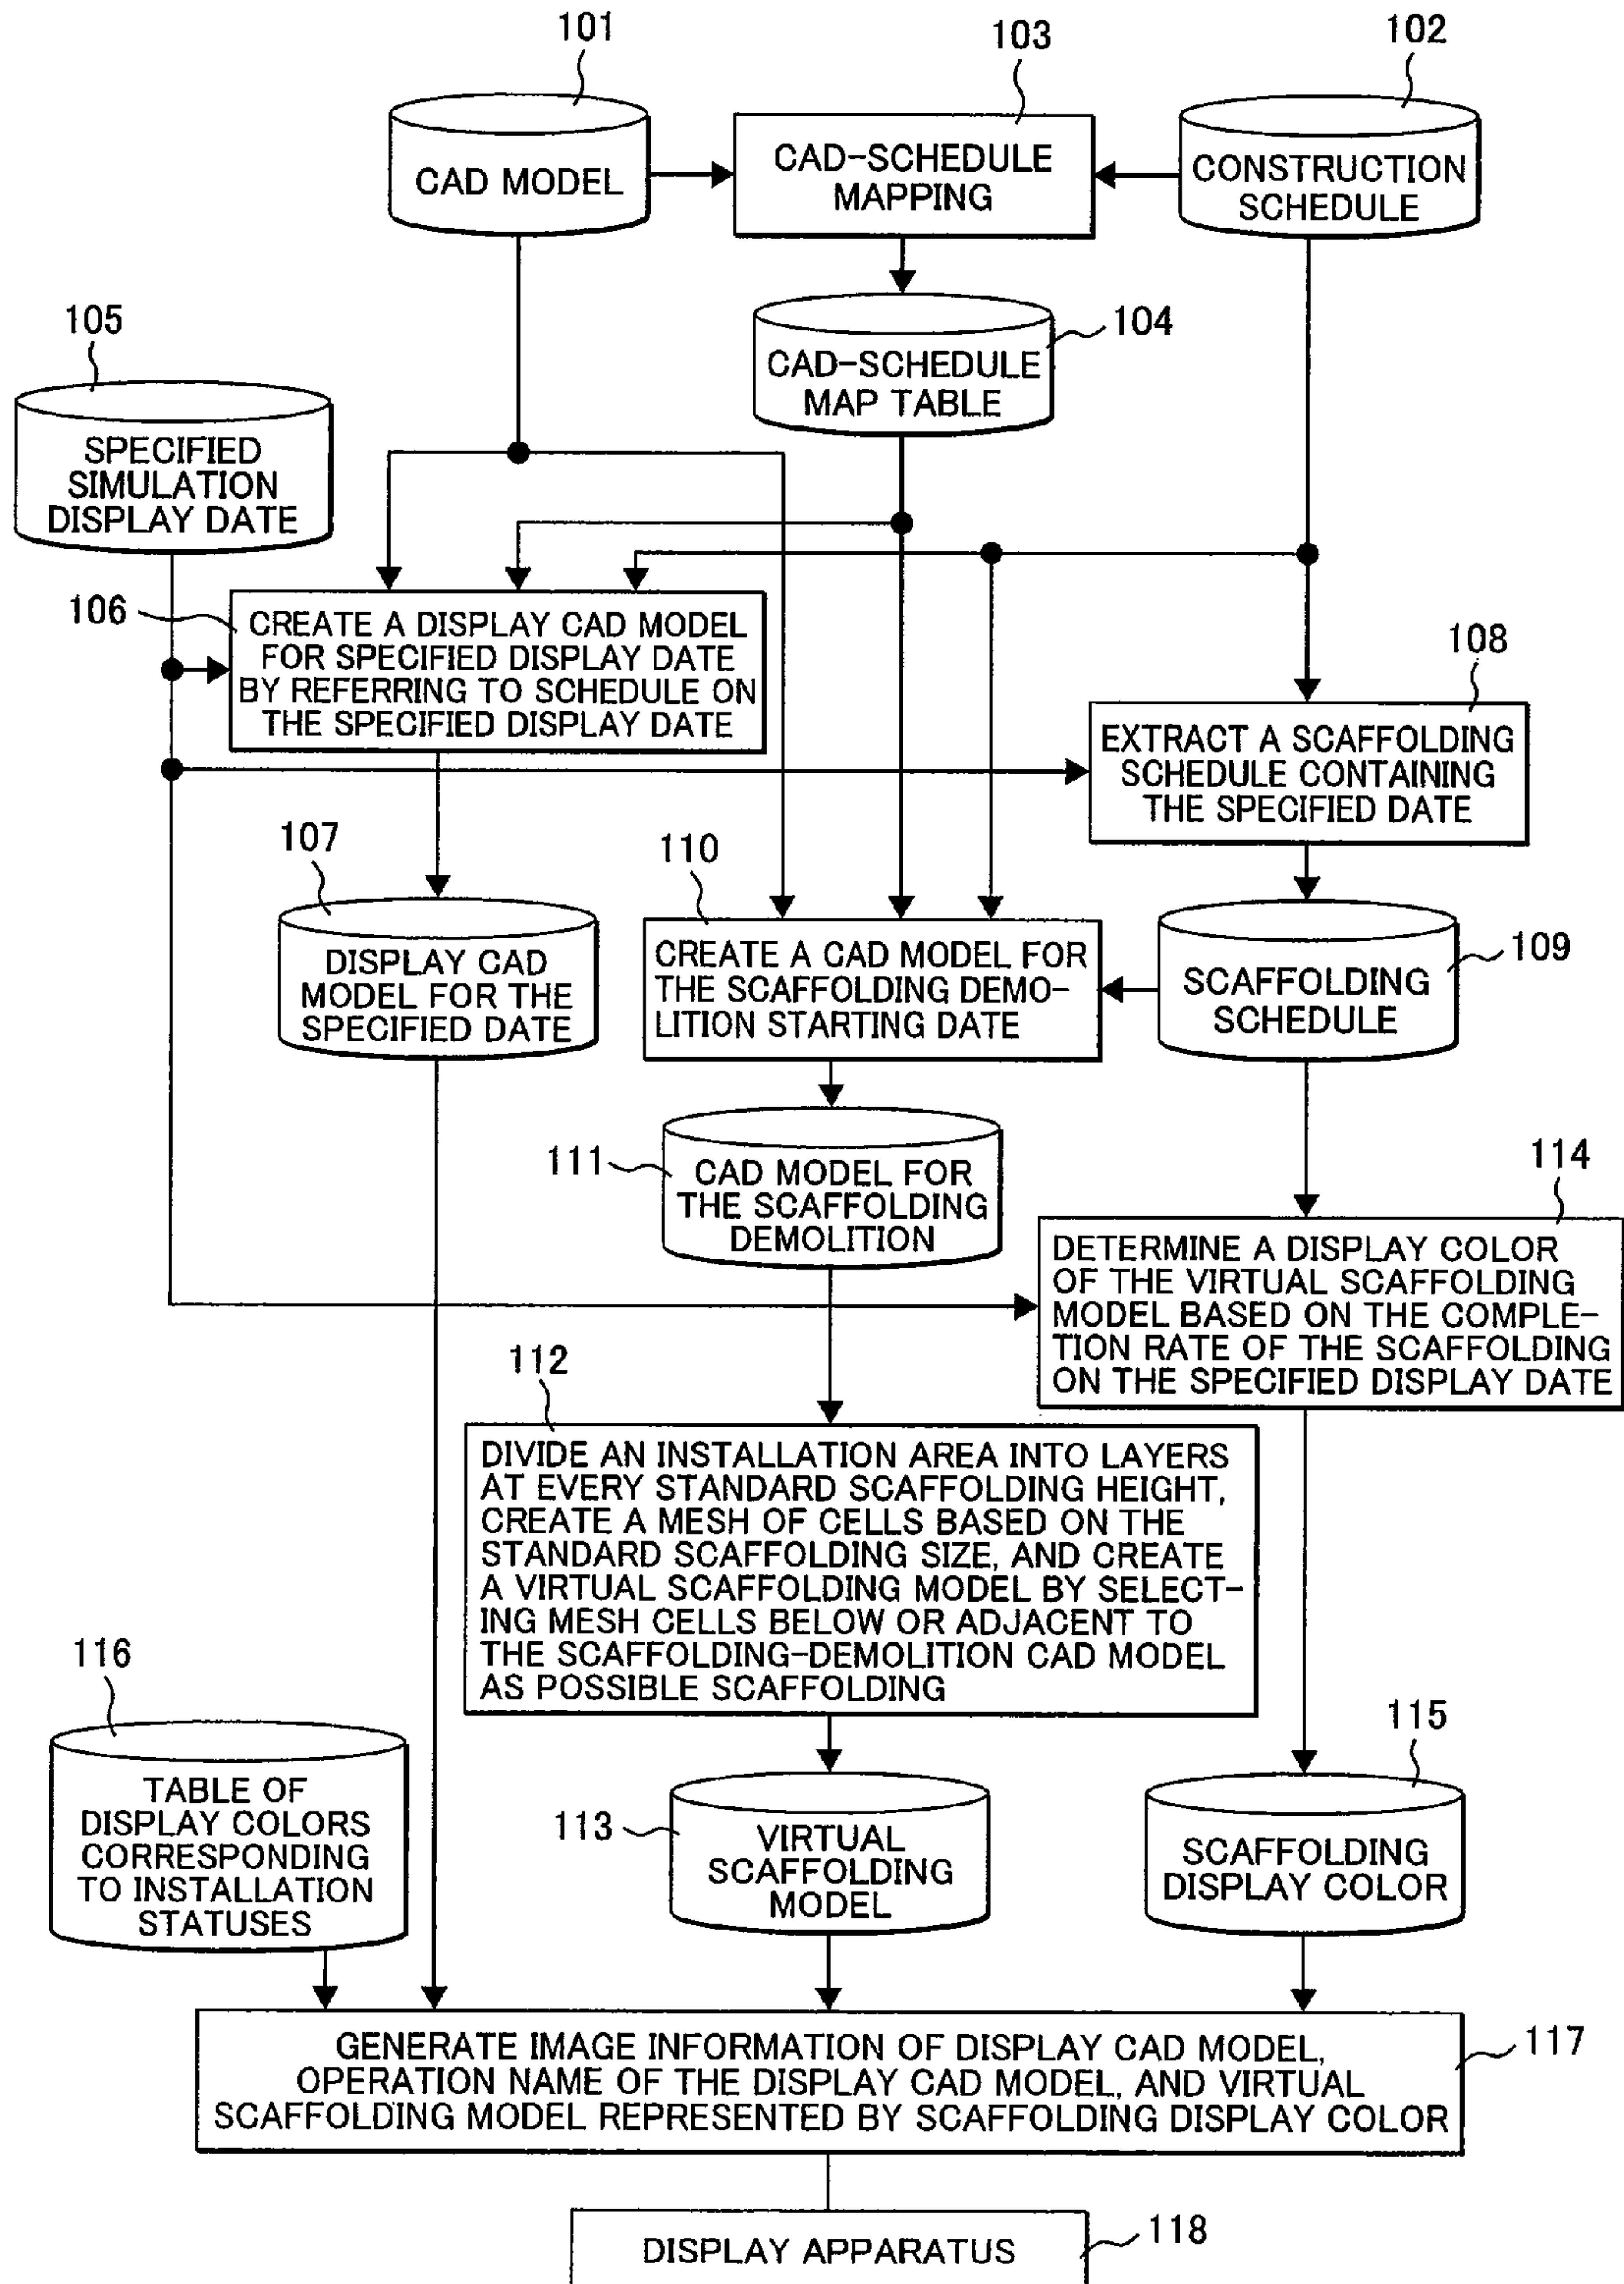 101
103
102
CAD MODEL
CAD-SCHEDULE
MAPPING
CONSTRUCTION
SCHEDULE
105
104
CAD-SCHEDULE
MAP TABLE
SPECIFIED
SIMULATION
DISPLAY DATE
106
CREATE A DISPLAY CAD MODEL
FOR SPECIFIED DISPLAY DATE
BY REFERRING TO SCHEDULE ON
THE SPECIFIED DISPLAY DATE
108
EXTRACT A SCAFFOLDING
SCHEDULE CONTAINING
THE SPECIFIED DATE
107
DISPLAY CAD
MODEL FOR THE
SPECIFIED DATE
110
CREATE A CAD MODEL FOR
THE SCAFFOLDING DEMO-
LITION STARTING DATE
109
SCAFFOLDING
SCHEDULE
111
CAD MODEL FOR
THE SCAFFOLDING
DEMOLITION
114
DETERMINE A DISPLAY COLOR
OF THE VIRTUAL SCAFFOLDING
MODEL BASED ON THE COMPLE-
TION RATE OF THE SCAFFOLDING
ON THE SPECIFIED DISPLAY DATE
112
DIVIDE AN INSTALLATION AREA INTO LAYERS
AT EVERY STANDARD SCAFFOLDING HEIGHT,
CREATE A MESH OF CELLS BASED ON THE
STANDARD SCAFFOLDING SIZE, AND CREATE
A VIRTUAL SCAFFOLDING MODEL BY SELECT-
ING MESH CELLS BELOW OR ADJACENT TO
THE SCAFFOLDING-DEMOLITION CAD MODEL
AS POSSIBLE SCAFFOLDING
116
TABLE OF
DISPLAY COLORS
CORRESPONDING
TO INSTALLATION
STATUSES
113
VIRTUAL
SCAFFOLDING
MODEL
115
SCAFFOLDING
DISPLAY COLOR
GENERATE IMAGE INFORMATION OF DISPLAY CAD MODEL,
OPERATION NAME OF THE DISPLAY CAD MODEL, AND VIRTUAL
SCAFFOLDING MODEL REPRESENTED BY SCAFFOLDING DISPLAY COLOR
117
DISPLAY APPARATUS
118